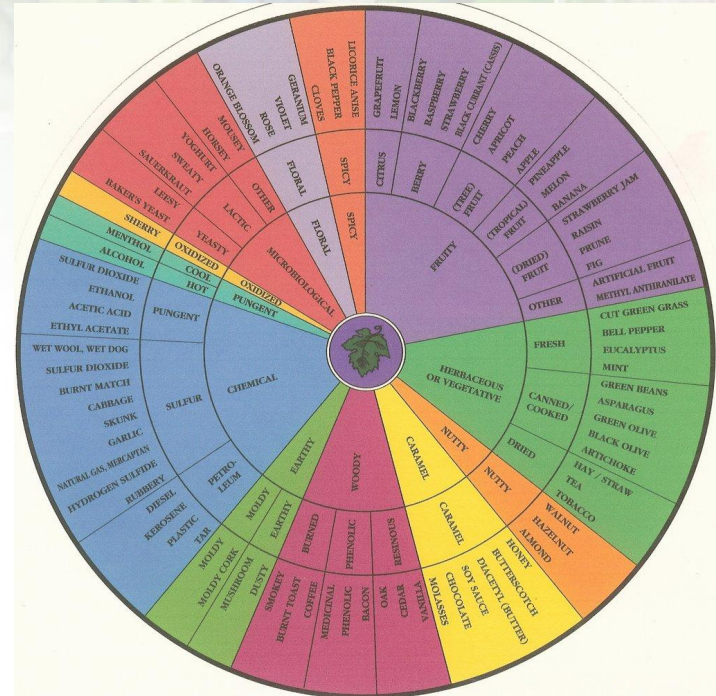 FRUITY
CITRUS
GRAPEFRUIT
LEMON
BERRY
BLACKBERRY
RASPBERRY
STRAWBERRY
BLACK CURRANT (CASSIS)
(TREE)
FRUIT
CHERRY
APRICOT
PEACH
APPLE
(TROPICAL)
FRUIT
PINEAPPLE
MELON
BANANA
(DRIED)
FRUIT
STRAWBERRY JAM
RAISIN
PRUNE
FIG
OTHER
ARTIFICIAL FRUIT
METHYL ANTHRANILATE
HERBACEOUS
OR VEGETATIVE
FRESH
CUT GREEN GRASS
BELL PEPPER
EUCALYPTUS
MINT
CANNED/
COOKED
GREEN BEANS
ASPARAGUS
GREEN OLIVE
BLACK OLIVE
ARTICHOKE
DRIED
HAY / STRAW
TEA
TOBACCO
NUTTY
NUTTY
WALNUT
HAZELNUT
ALMOND
CARAMEL
CARAMEL
HONEY
BUTTERSCOTCH
DIACETYL (BUTTER)
SOY SAUCE
CHOCOLATE
MOLASSES
WOODY
RESINOUS
VANILLA
CEDAR
OAK
PHENOLIC
BACON
PHENOLIC
MEDICINAL
BURNED
COFFEE
BURNT TOAST
SMOKEY
EARTHY
EARTHY
DUSTY
MUSHROOM
MOLDY
MOLDY CORK
MOLDY
CHEMICAL
PETRO-
LEUM
TAR
PLASTIC
KEROSENE
DIESEL
SULFUR
RUBBERY
HYDROGEN SULFIDE
NATURAL GAS, MERCAPTAN
GARLIC
SKUNK
CABBAGE
BURNT MATCH
SULFUR DIOXIDE
WET WOOL, WET DOG
PUNGENT
ETHYL ACETATE
ACETIC ACID
ETHANOL
SULFUR DIOXIDE
PUNGENT
HOT
ALCOHOL
COOL
MENTHOL
OXIDIZED
OXIDIZED
SHERRY
MICROBIOLOGICAL
YEASTY
BAKER'S YEAST
LEESY
LACTIC
SAUERKRAUT
SWEATY
YOGHURT
OTHER
HORSEY
MOUSEY
FLORAL
FLORAL
ORANGE BLOSSOM
ROSE
VIOLET
GERANIUM
SPICY
SPICY
CLOVES
BLACK PEPPER
LICORICE ANISE